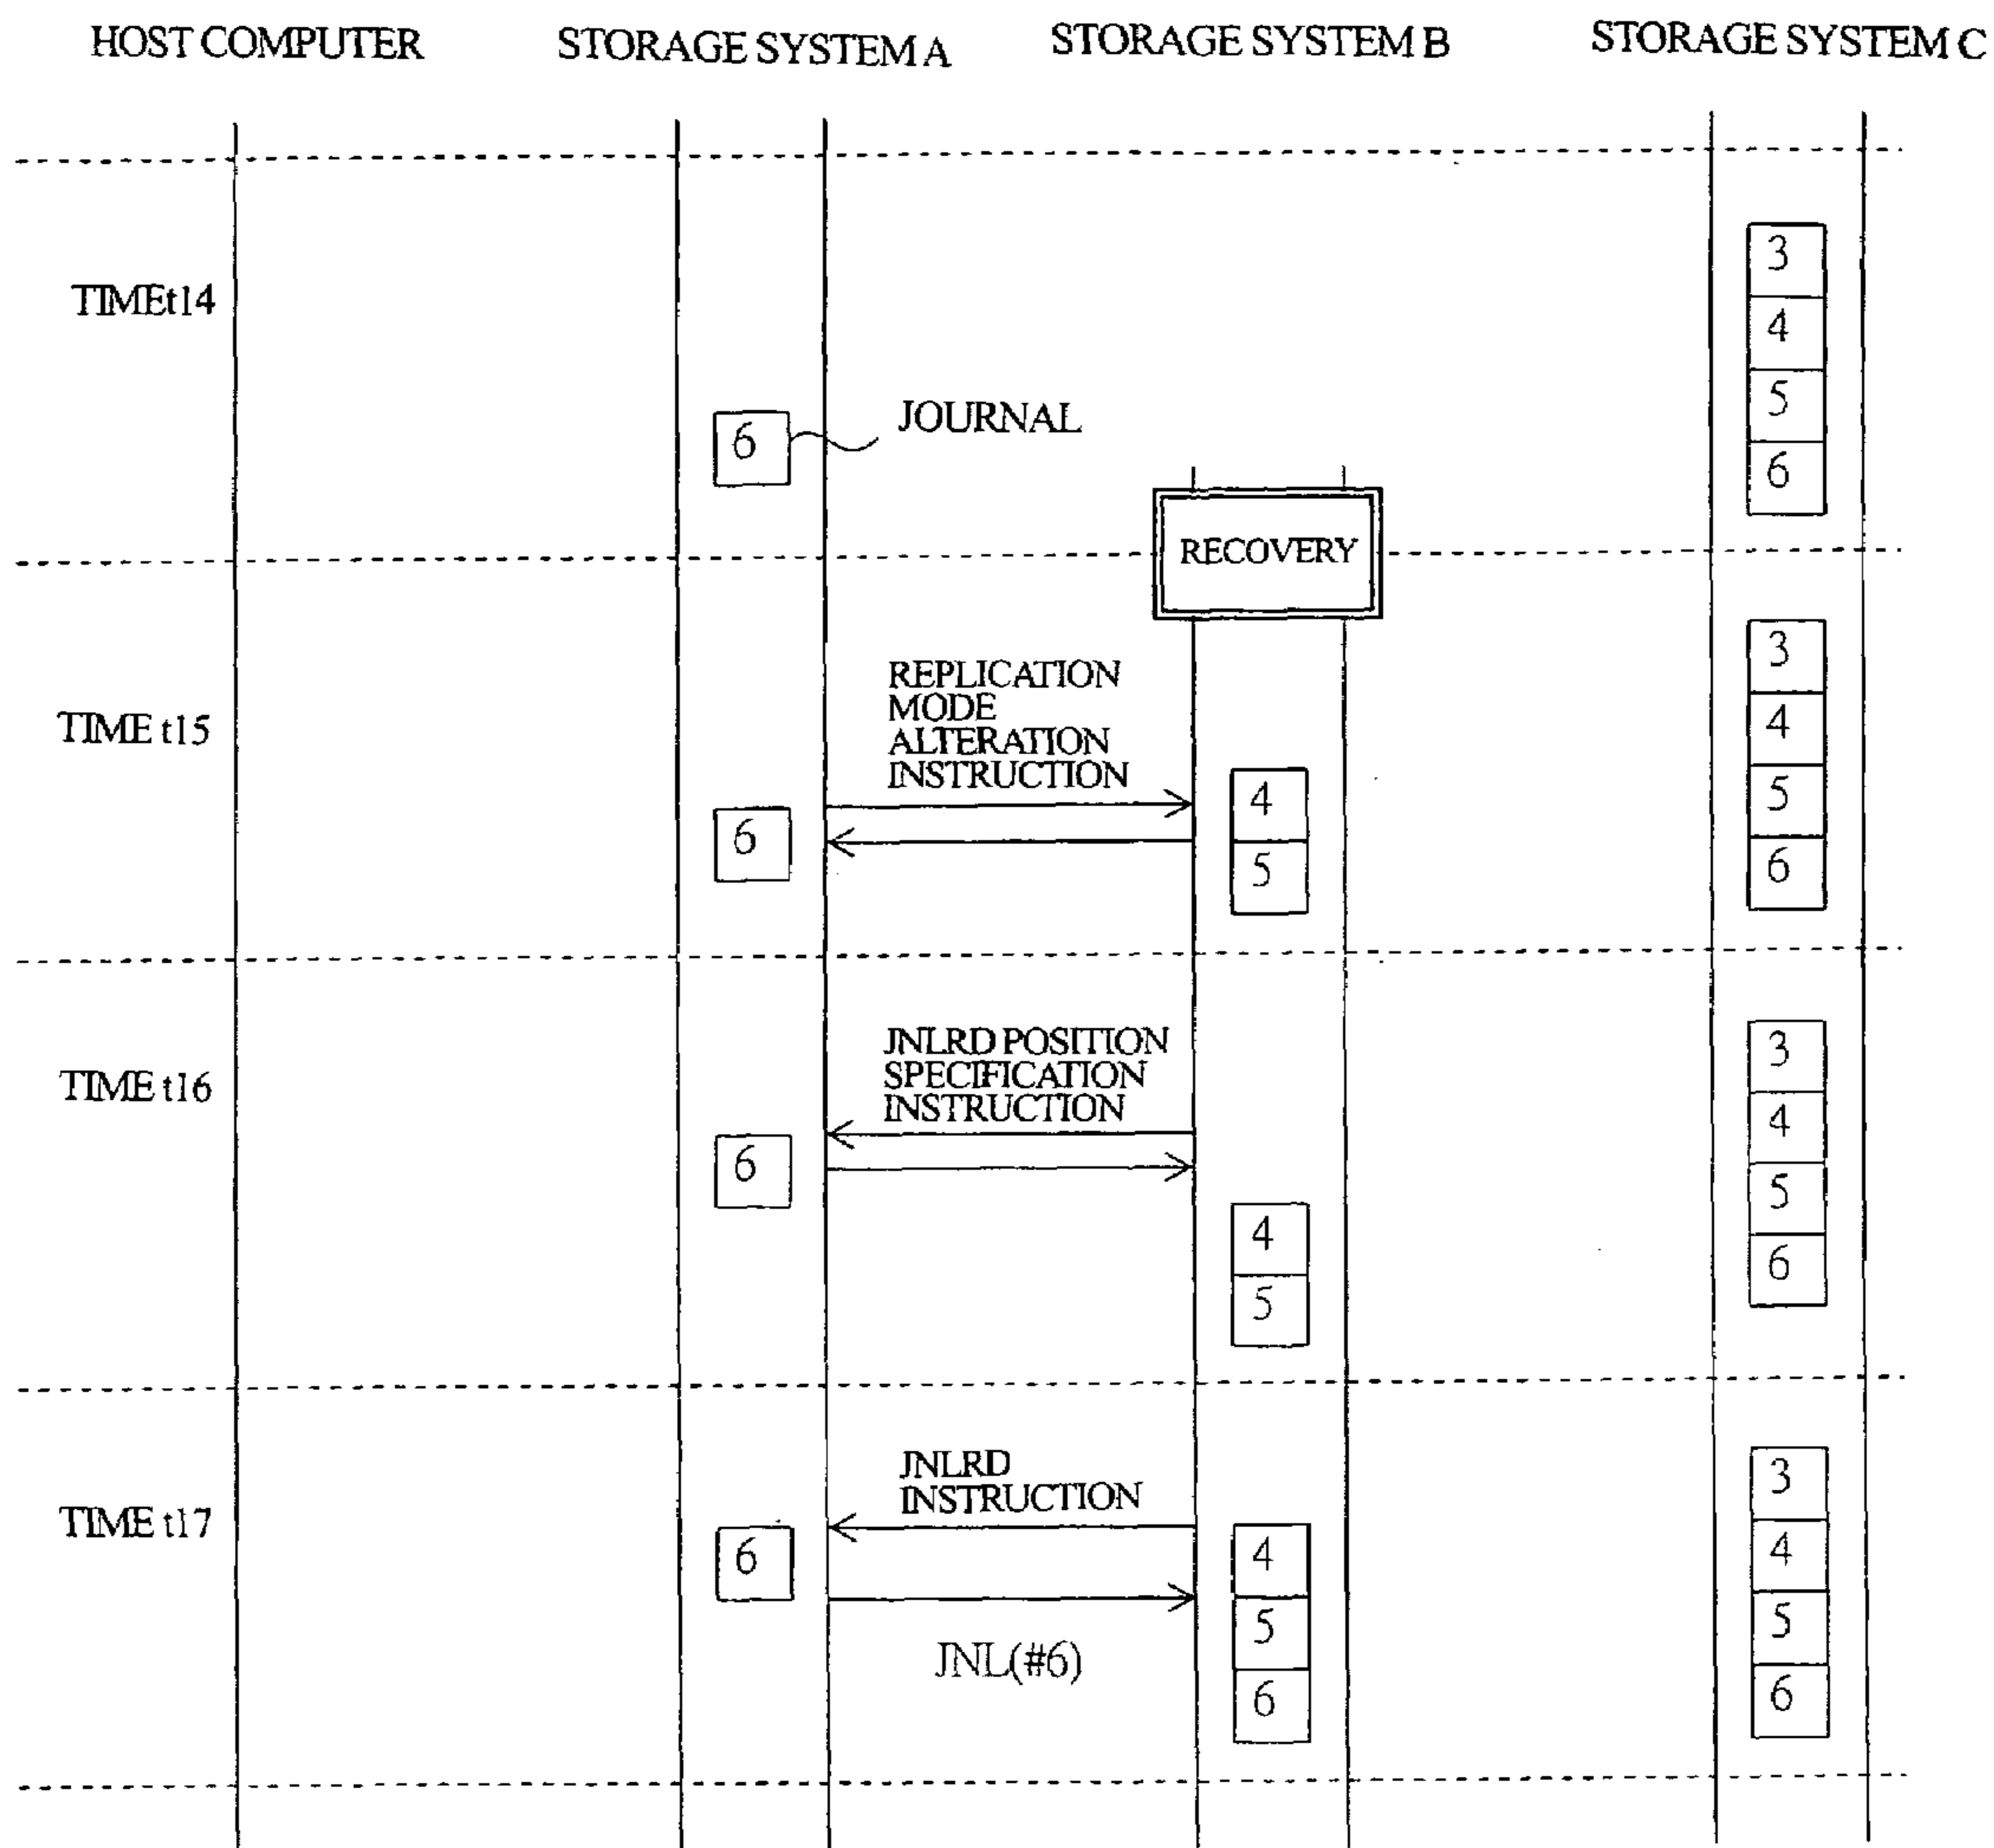 HOST COMPUTER STORAGE SYSTEM A STORAGE SYSTEM B STORAGE SYSTEM C
TIMEt14
3
4
5
6
6
JOURNAL
RECOVERY
TIME t15
REPLICATION
MODE
ALTERATION
INSTRUCTION
6
4
5
3
4
5
6
TIME t16
JNLRD POSITION
SPECIFICATION
INSTRUCTION
6
4
5
3
4
5
6
TIME t17
JNLRD
INSTRUCTION
6
JNL(#6)
4
5
6
3
4
5
6